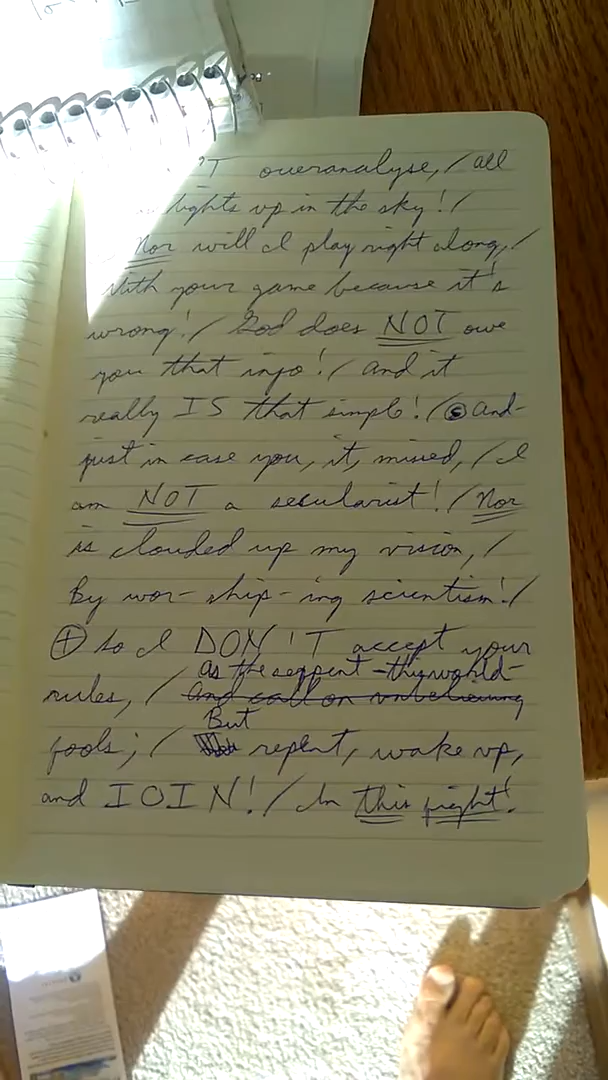 'T overanalyse, / all
lights up in the sky! /
Nor will I play right along, /
With your game because it's
wrong! / God does NOT owe
you that info! / And it
really IS that simple! / And-
just in case you, it, missed, / I
am NOT a secularist! / Nor
is clouded up my vision, /
By wor-ship-ing scientism! /
so I DON'T accept your
as the serpent - thy world -
rules, / and call on unbelieving
But
fools; / repent, wake up,
and JOIN! / In this fight!